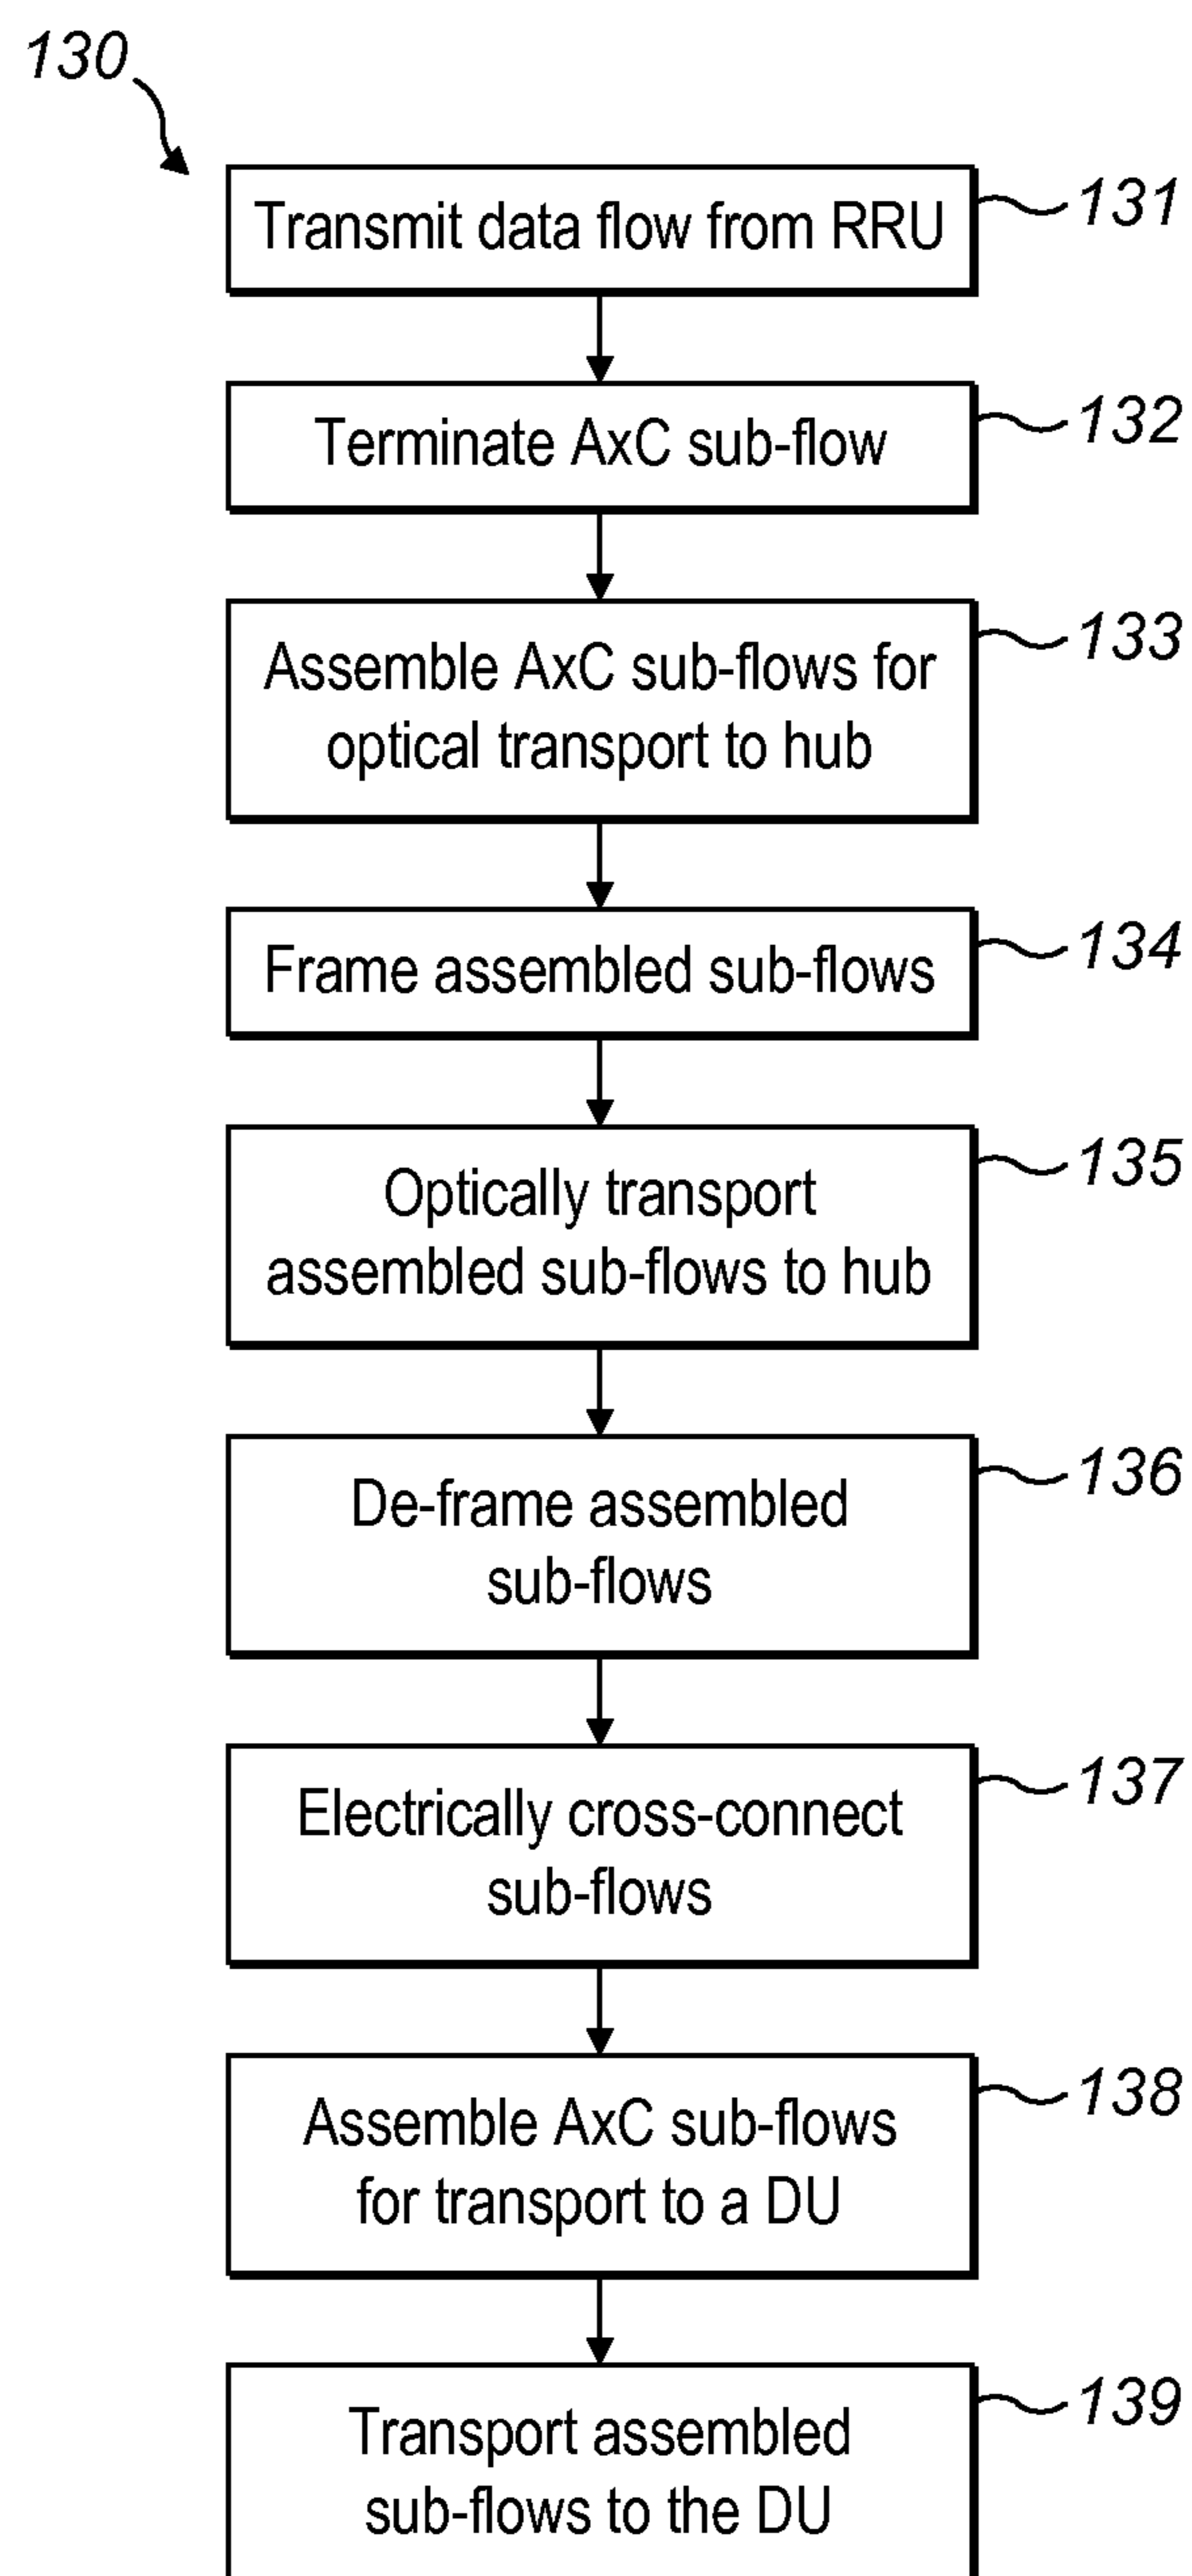 130
Transmit data flow from RRU
131
Terminate AxC sub-flow
132
Assemble AxC sub-flows for
optical transport to hub
133
Frame assembled sub-flows
134
Optically transport
assembled sub-flows to hub
135
De-frame assembled
sub-flows
136
Electrically cross-connect
sub-flows
137
Assemble AxC sub-flows
for transport to a DU
138
Transport assembled
sub-flows to the DU
139